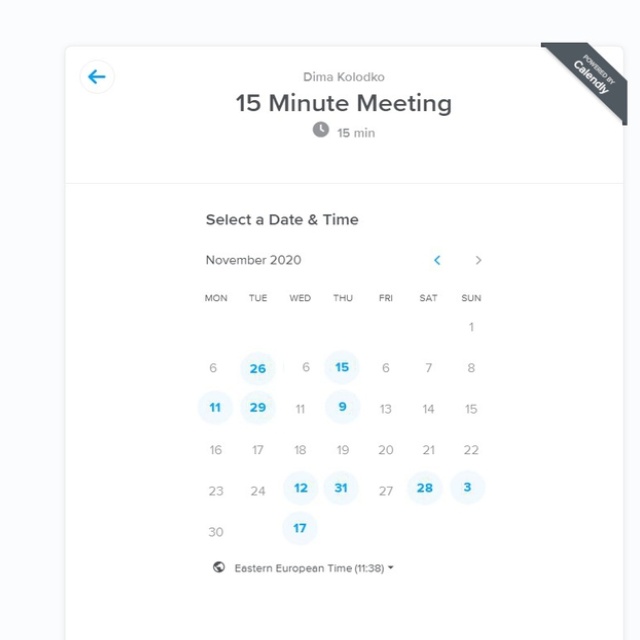 Dima Kolodko
15 Minute Meeting
15 min
POWERED BY
Calendly
Select a Date & Time
November 2020
MON TUE WED THU FRI SAT SUN
1
6 26 6 15 6 7 8
11 29 11 9 13 14 15
16 17 18 19 20 21 22
23 24 12 31 27 28 3
30 17
Eastern European Time (11:38)